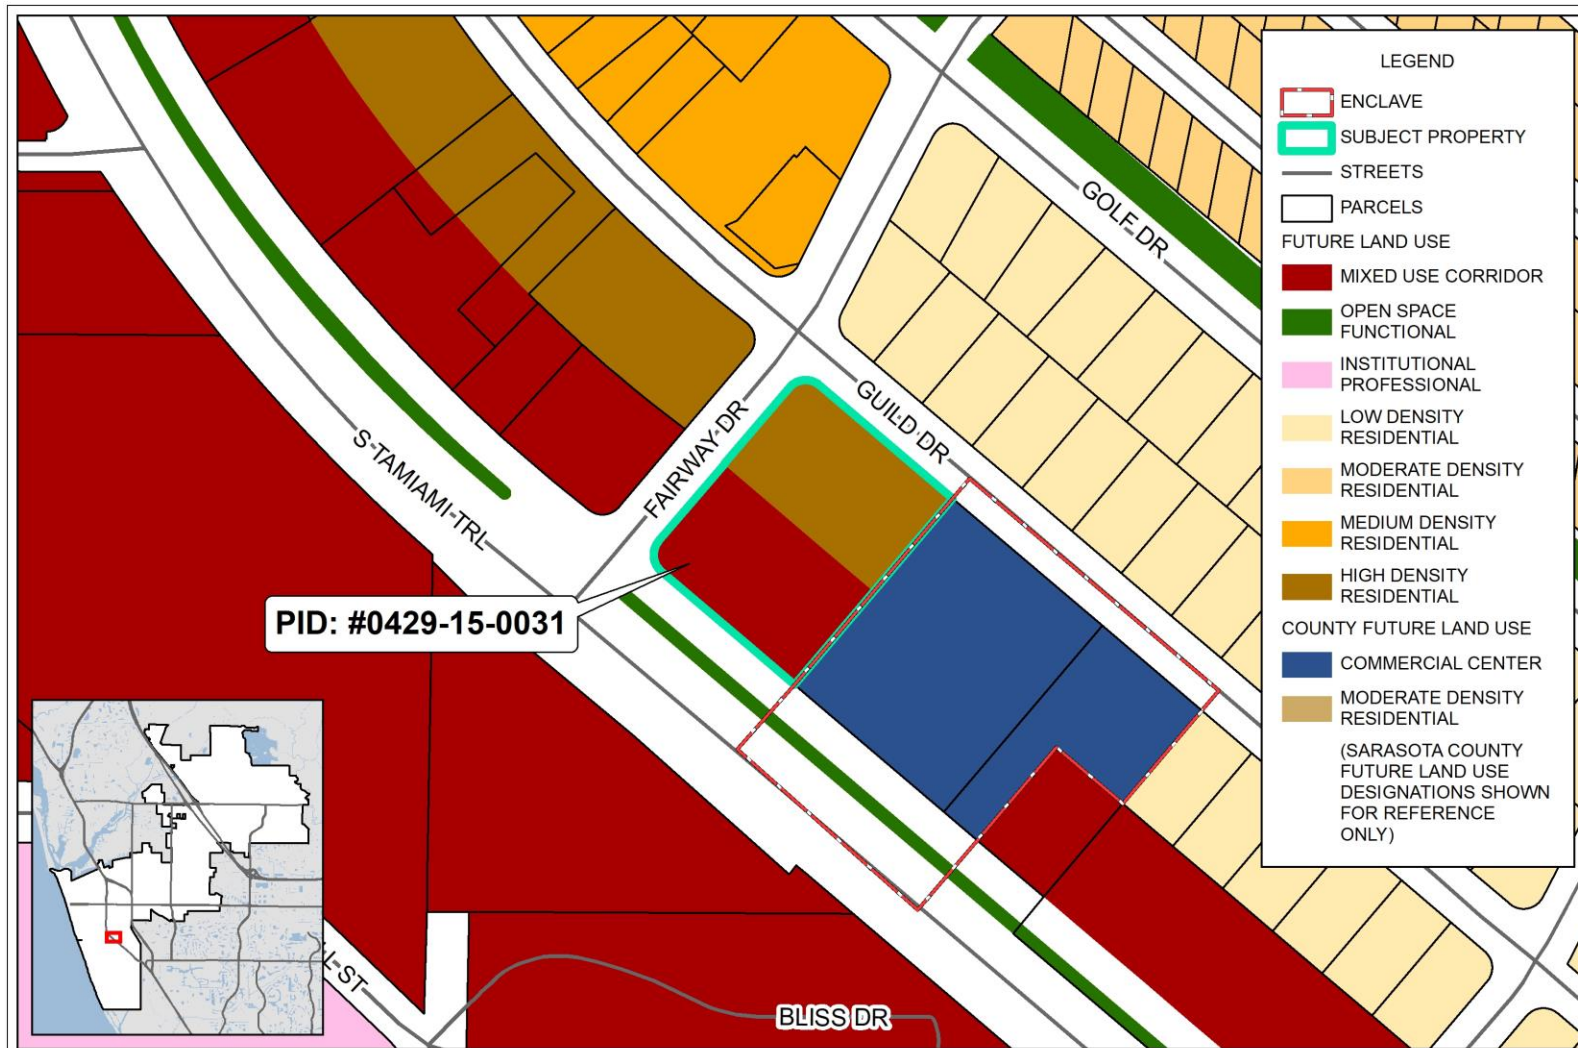 GOLF DR
GUILD DR
FAIRWAY DR
S TAMIAMI TRL
PID: #0429-15-0031
BLISS DR
ST
LEGEND
ENCLAVE
SUBJECT PROPERTY
STREETS
PARCELS
FUTURE LAND USE
MIXED USE CORRIDOR
OPEN SPACE
FUNCTIONAL
INSTITUTIONAL
PROFESSIONAL
LOW DENSITY
RESIDENTIAL
MODERATE DENSITY
RESIDENTIAL
MEDIUM DENSITY
RESIDENTIAL
HIGH DENSITY
RESIDENTIAL
COUNTY FUTURE LAND USE
COMMERCIAL CENTER
MODERATE DENSITY
RESIDENTIAL
(SARASOTA COUNTY
FUTURE LAND USE
DESIGNATIONS SHOWN
FOR REFERENCE
ONLY)